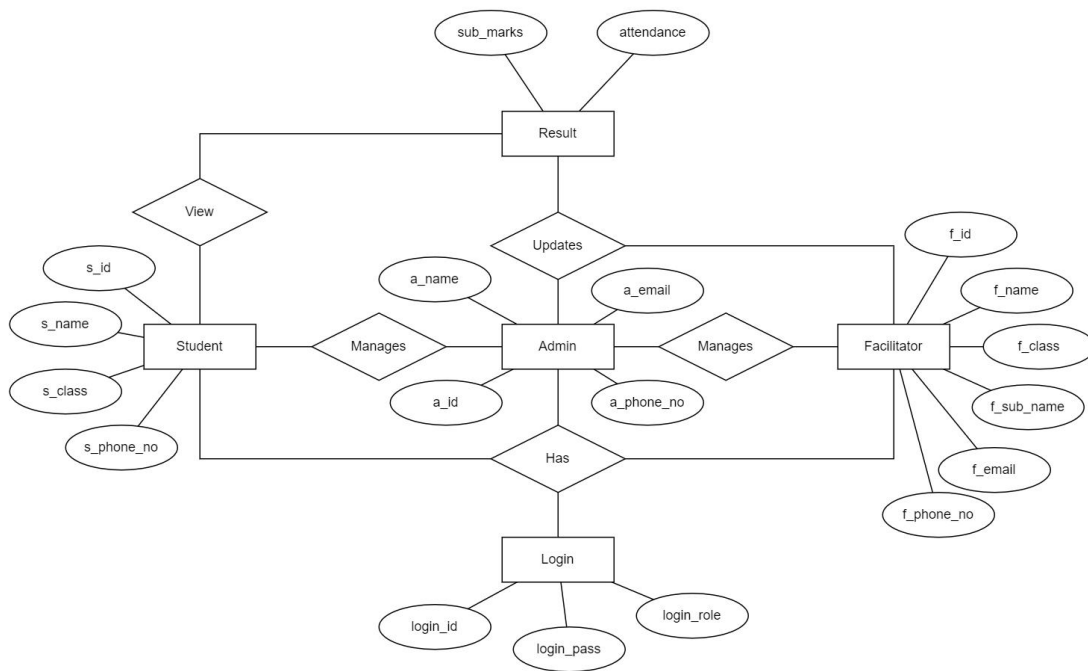 sub_marks
attendance
Result
View
Updates
f_id
s_id
a_name
a_email
f_name
s_name
Student
Manages
Admin
Manages
Facilitator
f_class
s_class
a_id
a_phone_no
f_sub_name
s_phone_no
Has
f_email
f_phone_no
Login
login_id
login_pass
login_role